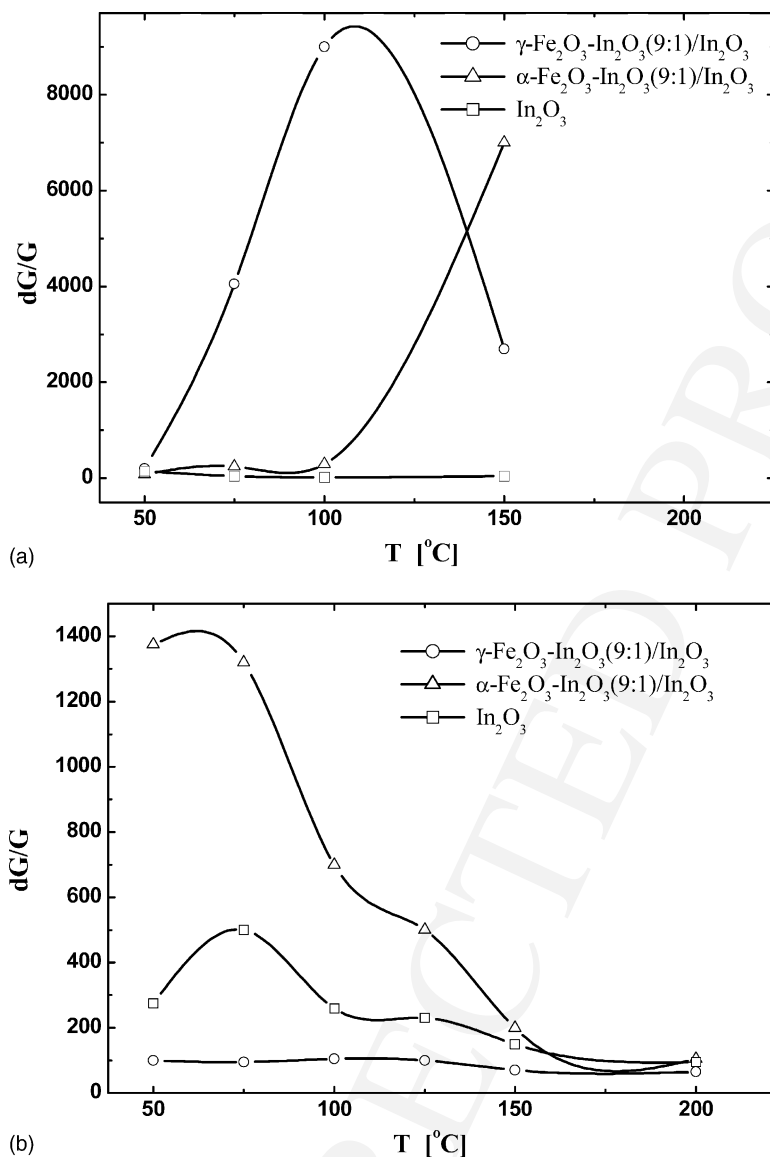 8000
6000
4000
2000
0
dG/G
γ-Fe₂O₃-In₂O₃(9:1)/In₂O₃
α-Fe₂O₃-In₂O₃(9:1)/In₂O₃
In₂O₃
50 100 150 200
T [°C]
(a)
1400
1200
1000
800
600
400
200
0
dG/G
γ-Fe₂O₃-In₂O₃(9:1)/In₂O₃
α-Fe₂O₃-In₂O₃(9:1)/In₂O₃
In₂O₃
50 100 150 200
T [°C]
(b)
ECTED PRO